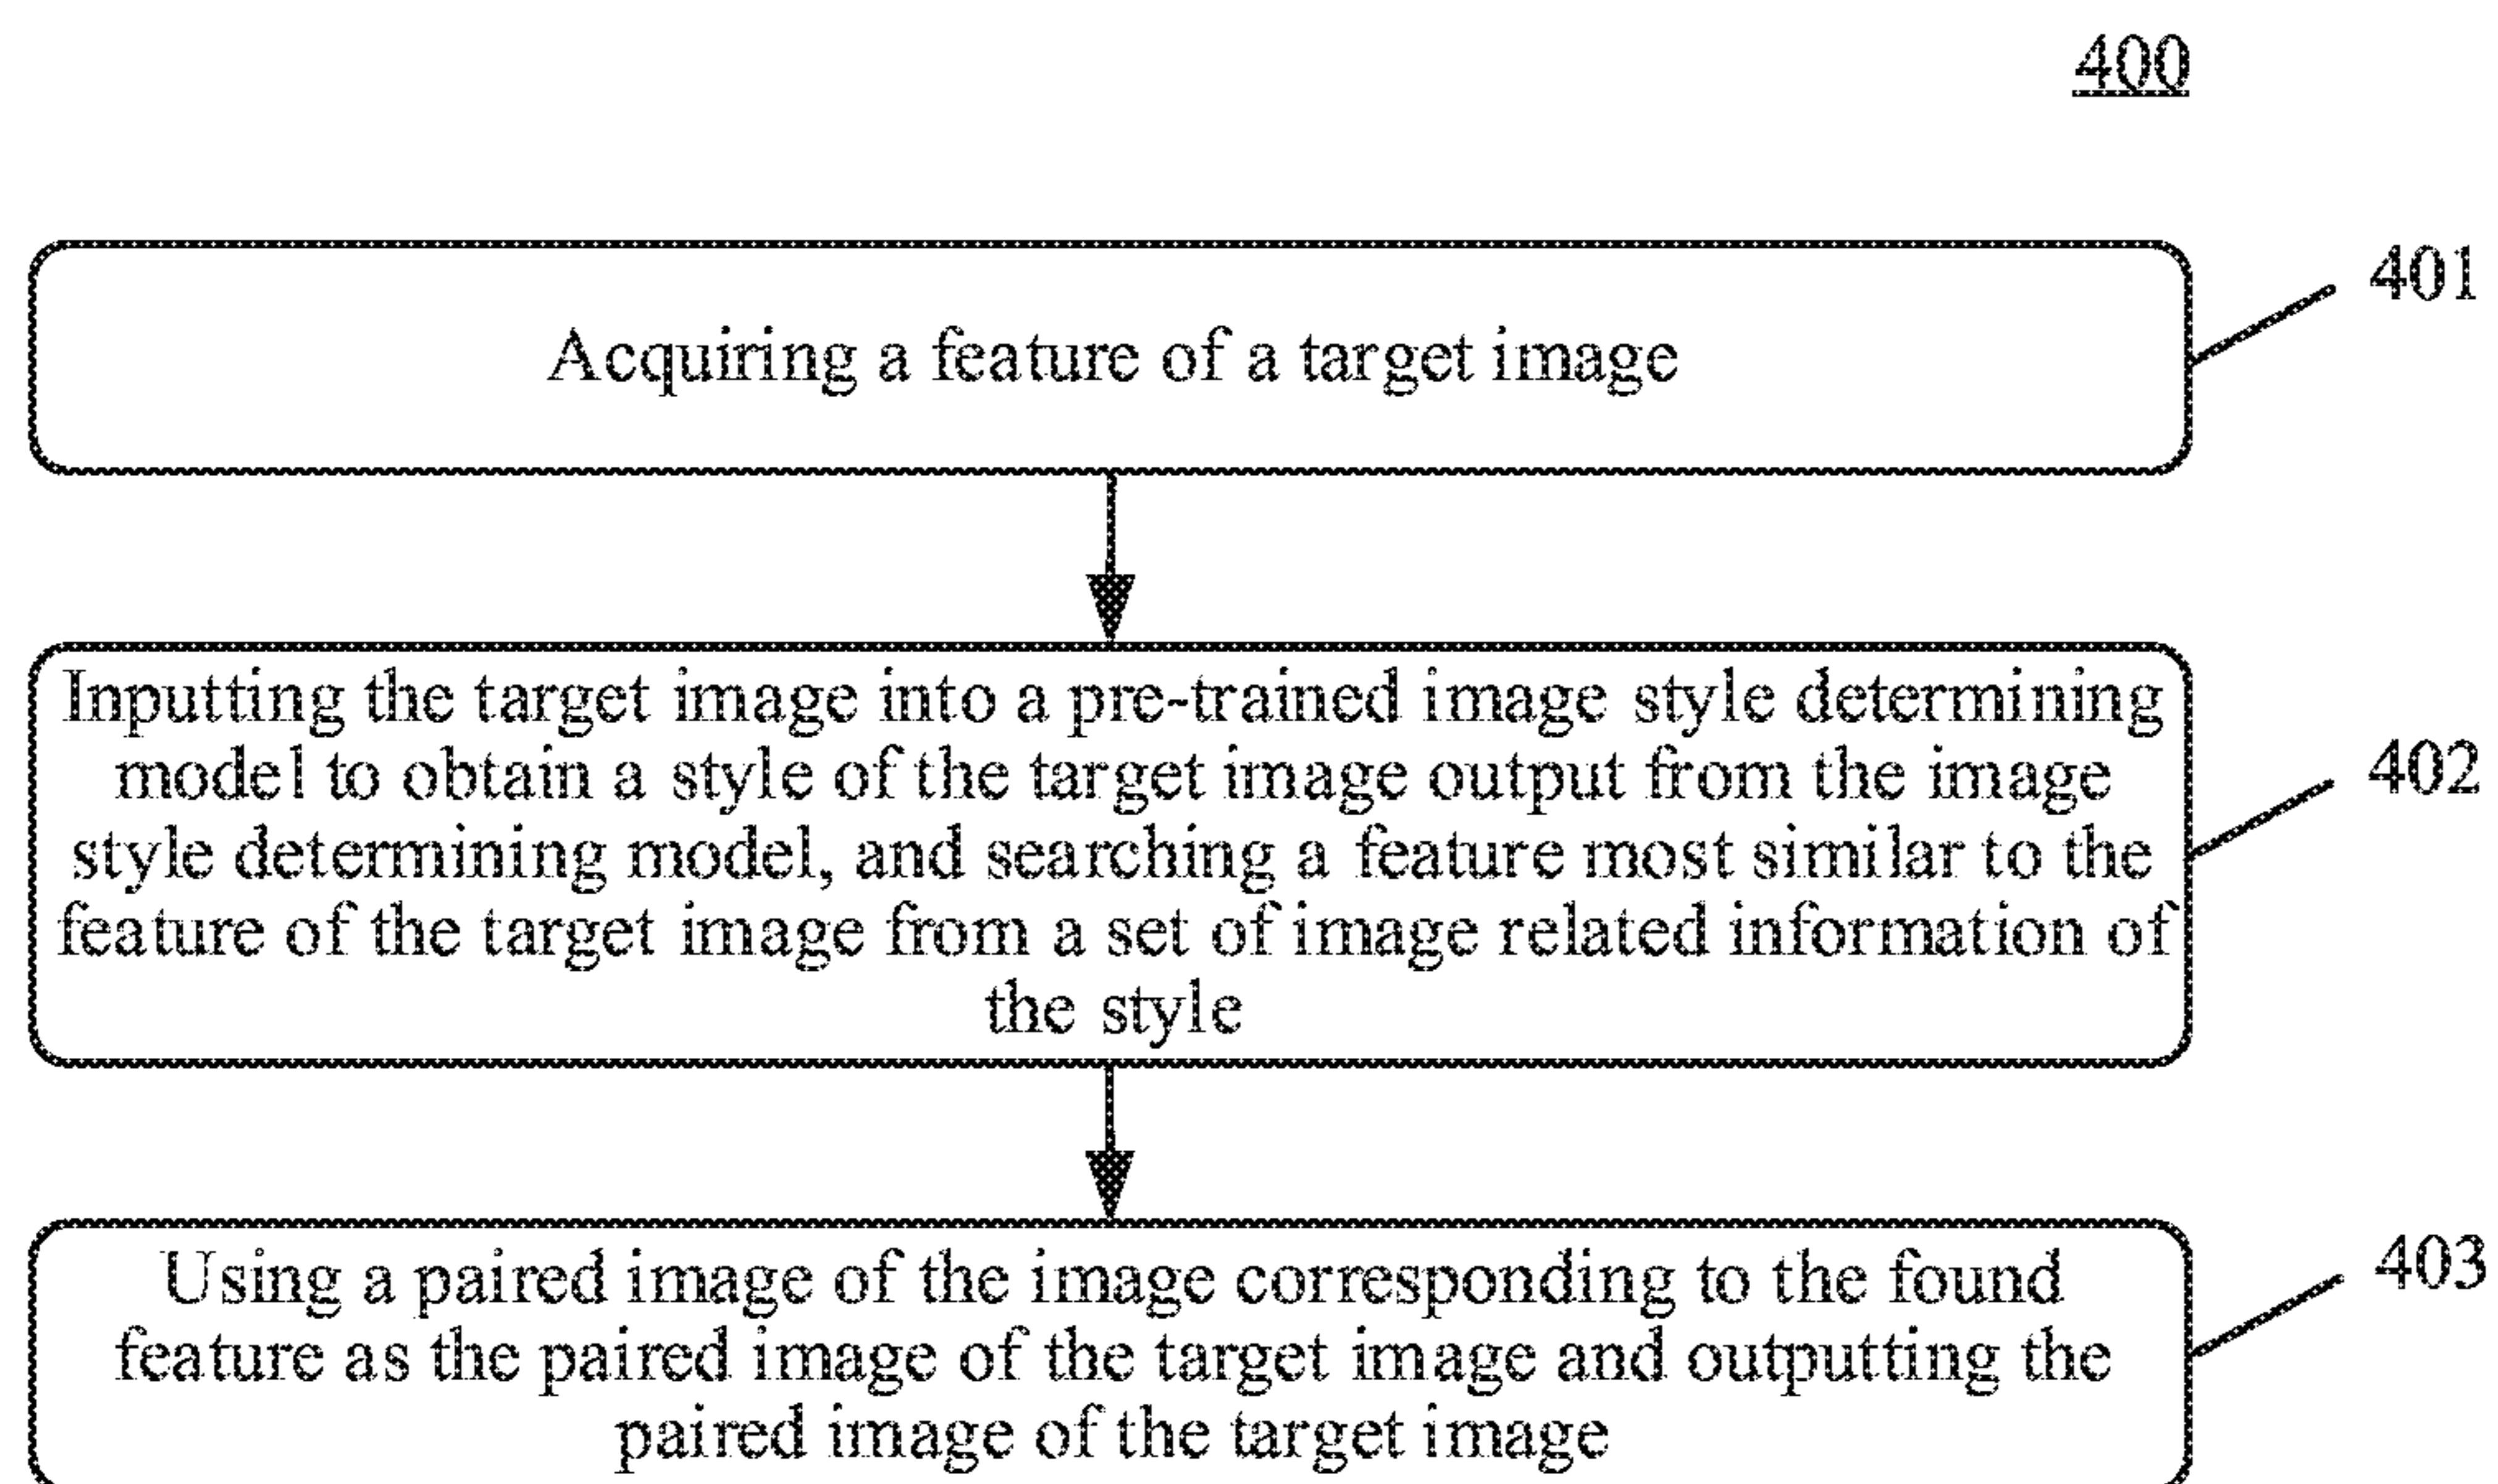 400
401
Acquiring a feature of a target image
Inputting the target image into a pre-trained image style determining
model to obtain a style of the target image output from the image
402
style determining model, and searching a feature most similar to the
feature of the target image from a set of image related information of
the style
403
Using a paired image of the image corresponding to the found
feature as the paired image of the target image and outputting the
paired image of the target image